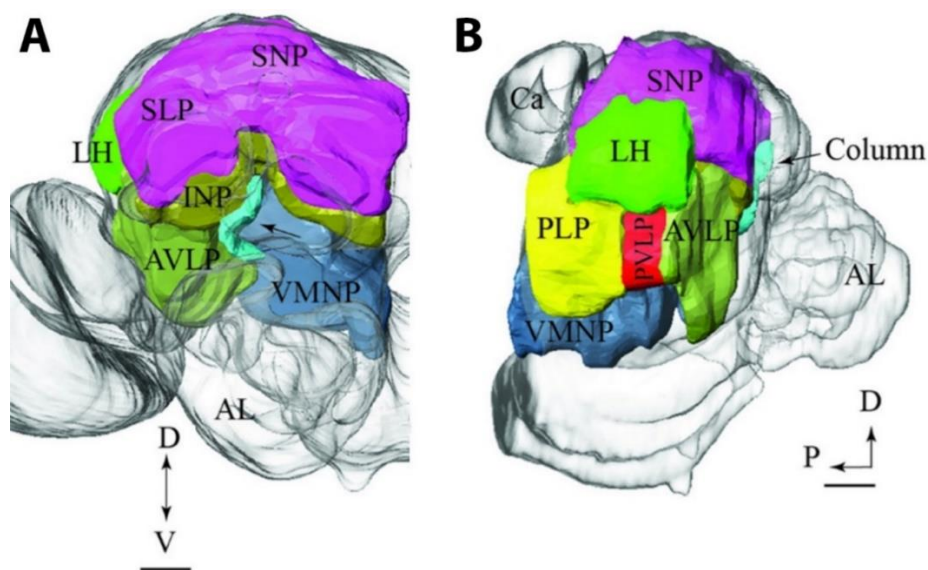 A
SNP
SLP
LH
INP
AVLP
VMNP
AL
D
V
B
Ca
SNP
LH
Column
PLP
PVLP
AVLP
AL
VMNP
D
P